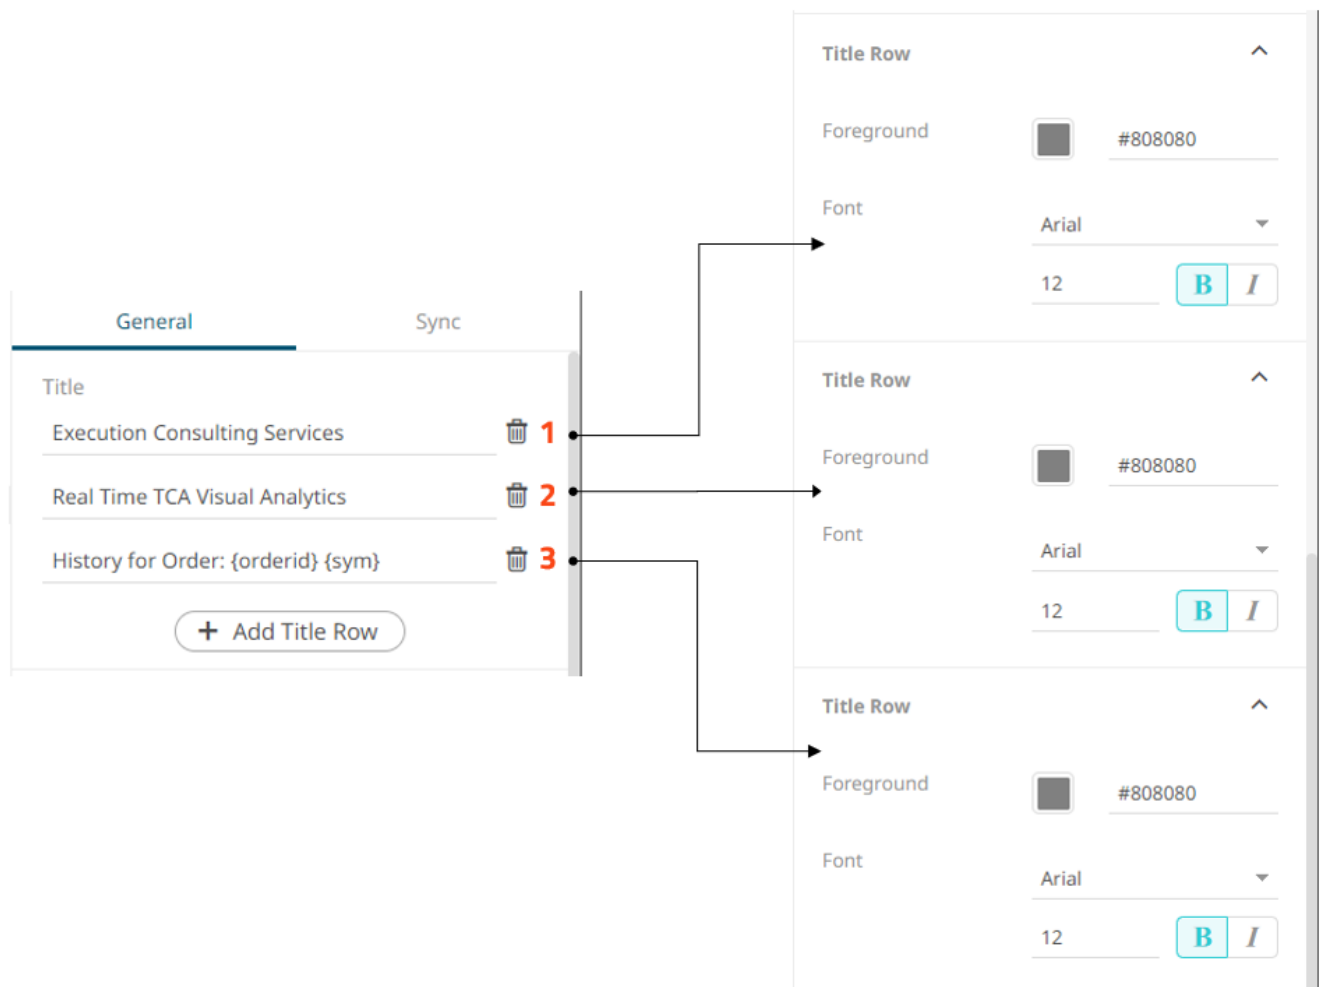 General Sync
Title
Execution Consulting Services 1
Real Time TCA Visual Analytics 2
History for Order: {orderid} {sym} 3
+ Add Title Row
Title Row
Foreground #808080
Font
Arial
12 B I
Title Row
Foreground #808080
Font
Arial
12 B I
Title Row
Foreground #808080
Font
Arial
12 B I